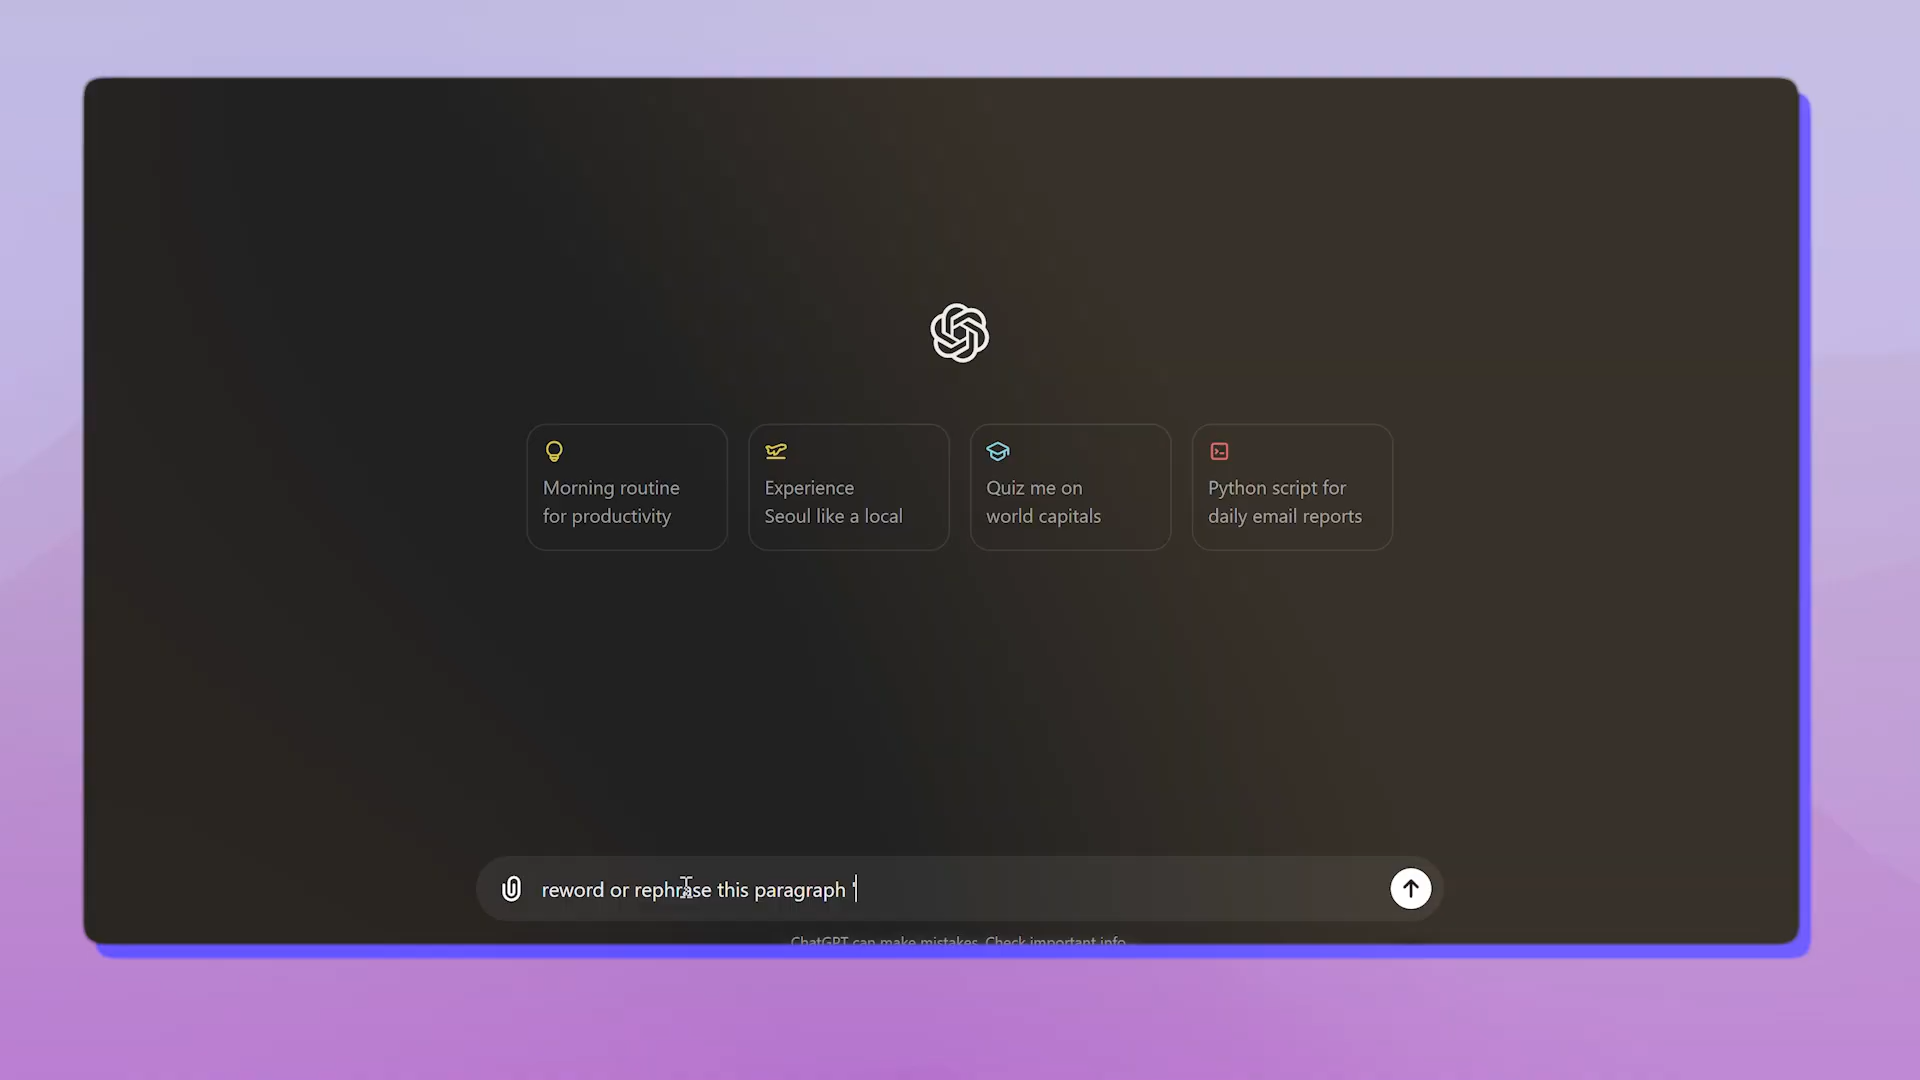 Morning routine
for productivity
Experience
Seoul like a local
Quiz me on
world capitals
Python script for
daily email reports
reword or rephrase this paragraph '
ChatGPT can make mistakes. Check important info.